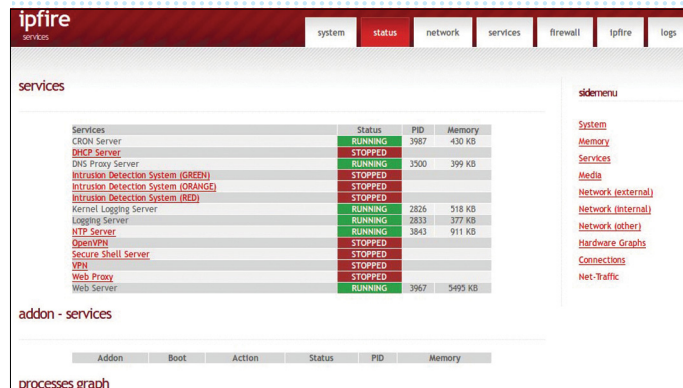 ipfire
services
system status network services firewall ipfire logs
services
Services Status PID Memory
CRON Server RUNNING 3987 430 KB
DHCP Server STOPPED
DNS Proxy Server RUNNING 3500 399 KB
Intrusion Detection System (GREEN) STOPPED
Intrusion Detection System (ORANGE) STOPPED
Intrusion Detection System (RED) STOPPED
Kernel Logging Server RUNNING 2826 518 KB
Logging Server RUNNING 2833 377 KB
NTP Server RUNNING 3843 911 KB
OpenVPN STOPPED
Secure Shell Server STOPPED
VPN STOPPED
Web Proxy STOPPED
Web Server RUNNING 3967 5495 KB
addon - services
Addon Boot Action Status PID Memory
processes graph
sidemenu
System
Memory
Services
Media
Network (external)
Network (internal)
Network (other)
Hardware Graphs
Connections
Net-Traffic